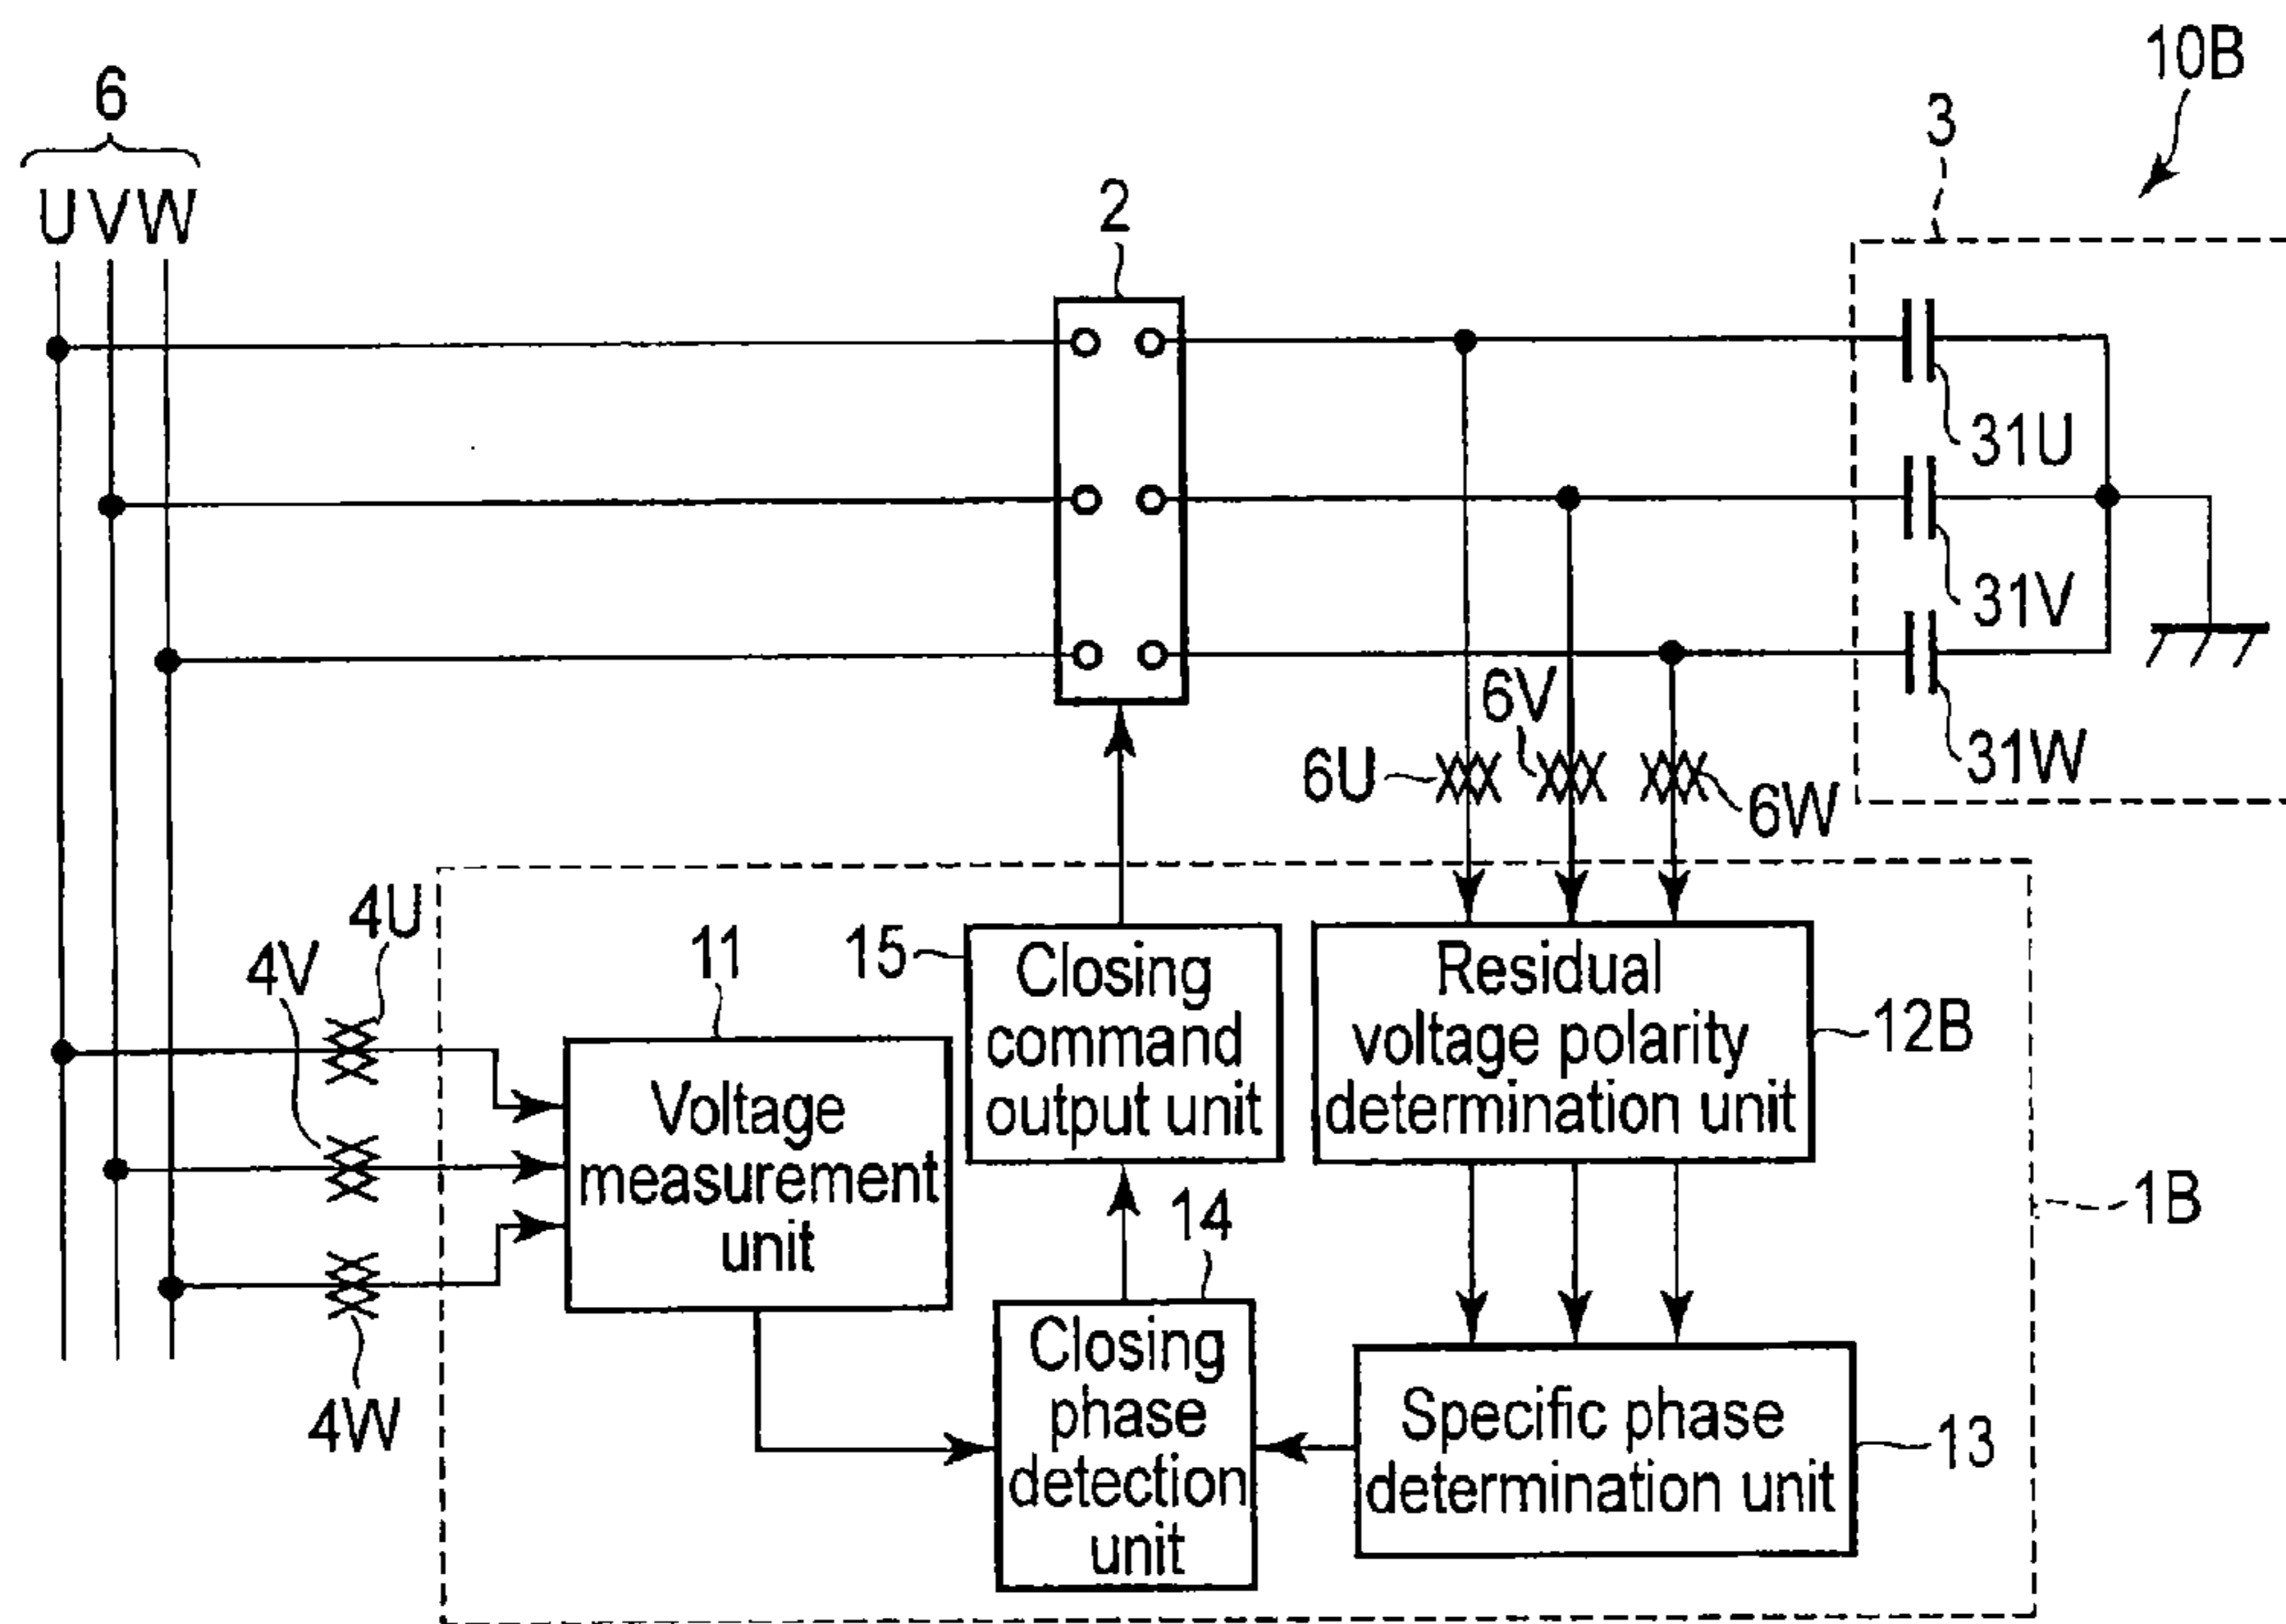 10B
6
3
U V W
2
31U
31V
6V
6U
31W
6W
4U
4V
11
15
Closing
command
output unit
Residual
voltage polarity
determination unit
12B
Voltage
measurement
unit
14
1B
4W
Closing
phase
detection
unit
Specific phase
determination unit
13